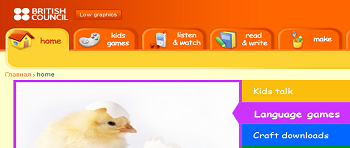 BRITISH
COUNCIL
Low graphics
home
kids
games
listen
& watch
read
& write
make
Главная › home
Kids talk
Language games
Craft downloads